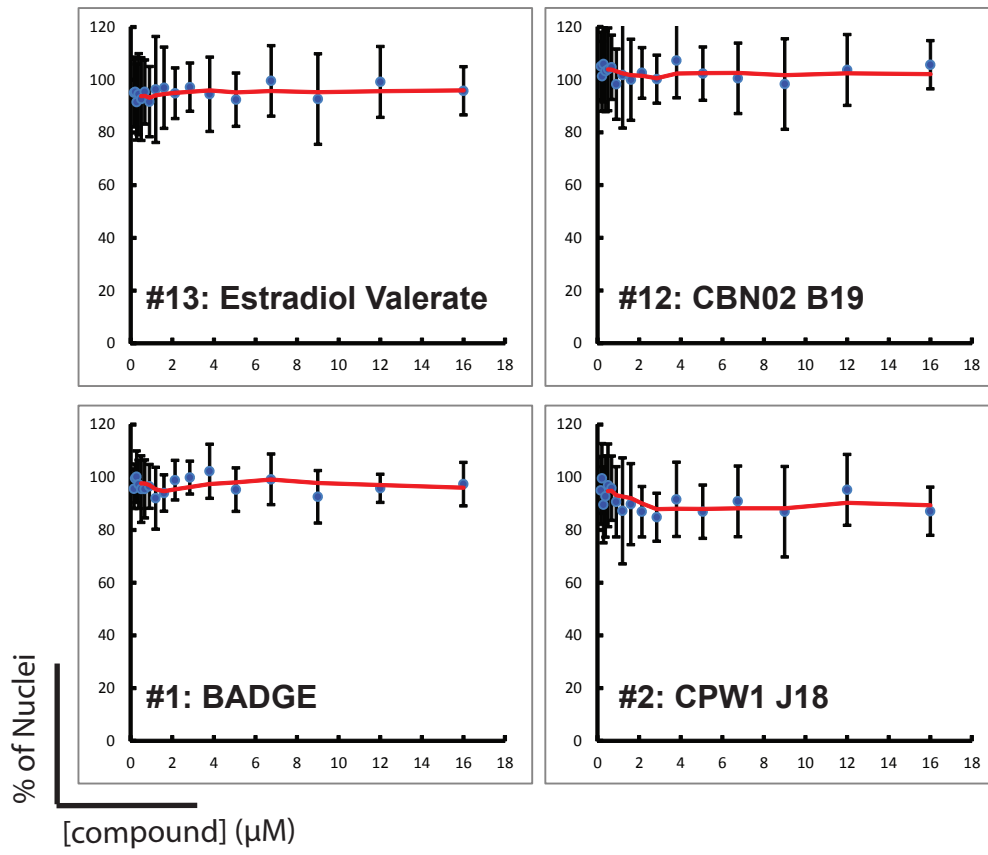 120
100
80
60
40
20
0
#13: Estradiol Valerate
0 2 4 6 8 10 12 14 16 18
120
100
80
60
40
20
0
#12: CBN02 B19
0 2 4 6 8 10 12 14 16 18
120
100
80
60
40
20
0
#1: BADGE
0 2 4 6 8 10 12 14 16 18
120
100
80
60
40
20
0
#2: CPW1 J18
0 2 4 6 8 10 12 14 16 18
% of Nuclei
[compound] (µM)